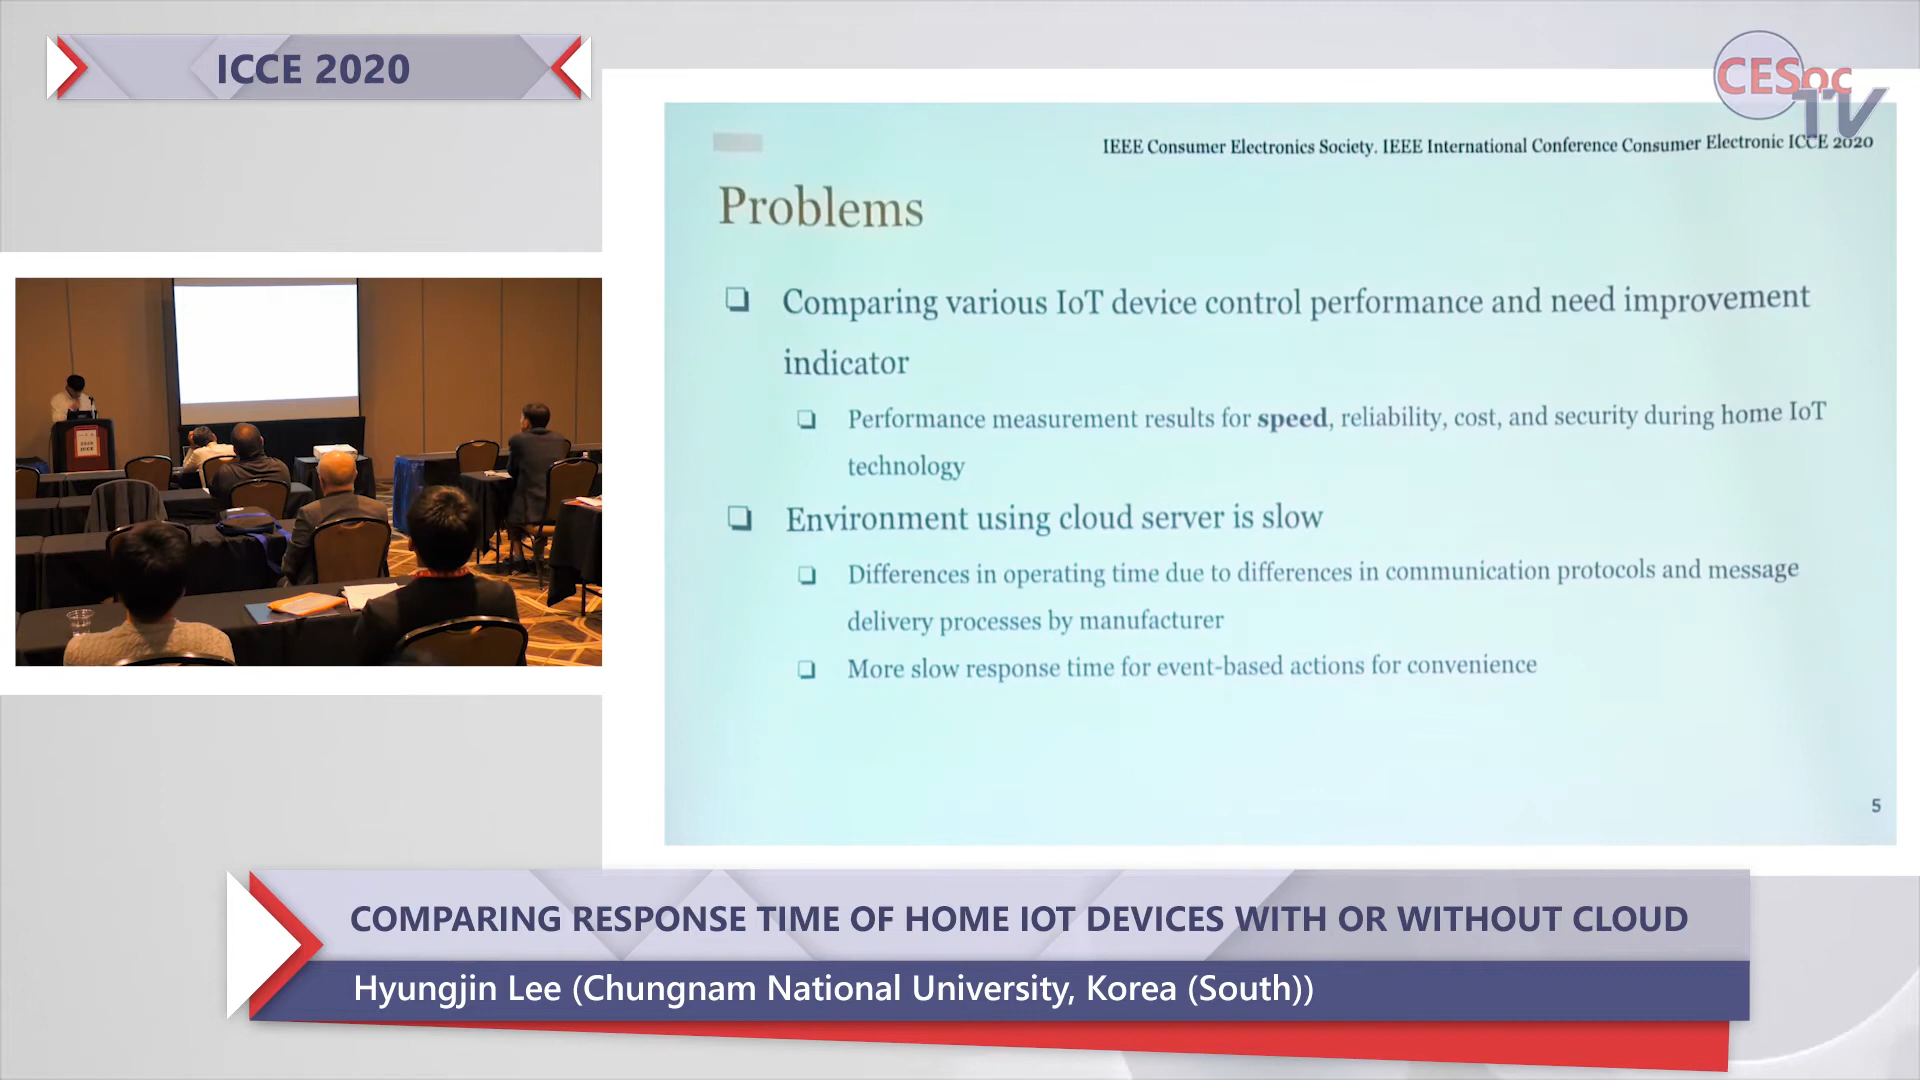 ICCE 2020
CESoc
TV
IEEE Consumer Electronics Society. IEEE International Conference Consumer Electronic ICCE 2020
Problems
❏ Comparing various IoT device control performance and need improvement
indicator
❏ Performance measurement results for speed, reliability, cost, and security during home IoT
technology
❏ Environment using cloud server is slow
❏ Differences in operating time due to differences in communication protocols and message
delivery processes by manufacturer
❏ More slow response time for event-based actions for convenience
5
COMPARING RESPONSE TIME OF HOME IOT DEVICES WITH OR WITHOUT CLOUD
Hyungjin Lee (Chungnam National University, Korea (South))